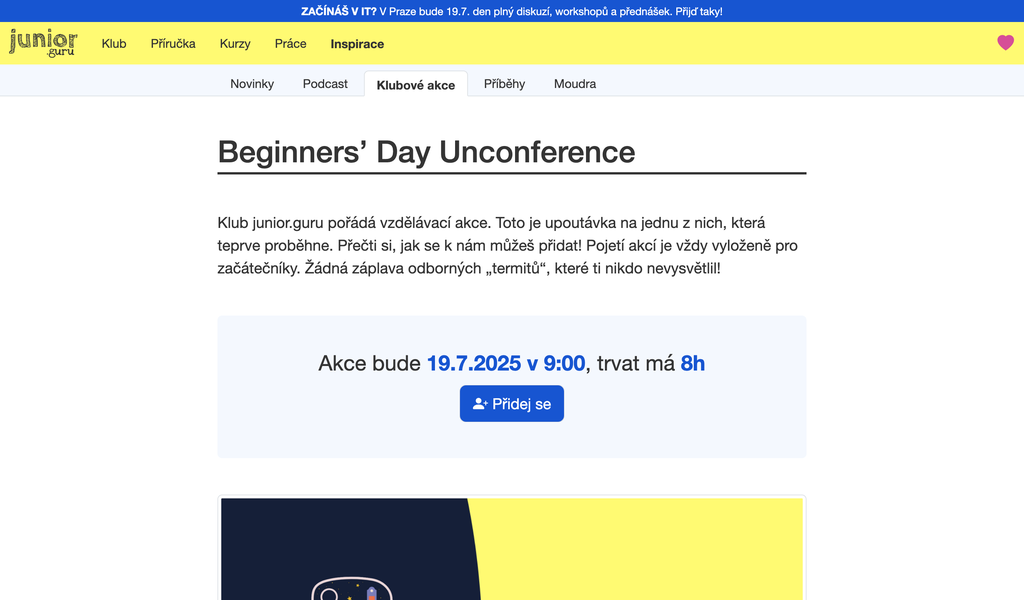 ZAČÍNÁŠ V IT? V Praze bude 19.7. den plný diskuzí, workshopů a přednášek. Přijď taky!
junior
.guru
Klub Příručka Kurzy Práce Inspirace
Novinky Podcast Klubové akce Příběhy Moudra
Beginners’ Day Unconference
Klub junior.guru pořádá vzdělávací akce. Toto je upoutávka na jednu z nich, která
teprve proběhne. Přečti si, jak se k nám můžeš přidat! Pojetí akcí je vždy vyloženě pro
začátečníky. Žádná záplava odborných „termitů“, které ti nikdo nevysvětlil!
Akce bude 19.7.2025 v 9:00, trvat má 8h
Přidej se